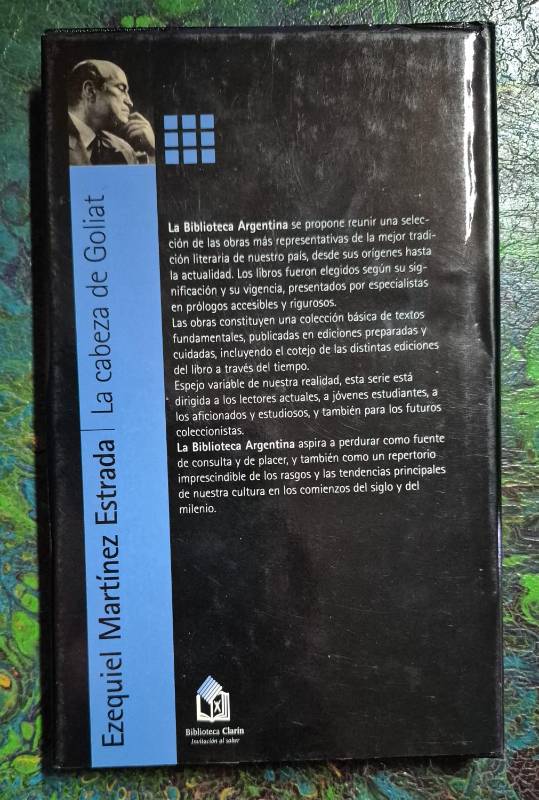 Ezequiel Martínez Estrada | La cabeza de Goliat
La Biblioteca Argentina se propone reunir una selec-
ción de las obras más representativas de la mejor tradi-
ción literaria de nuestro país, desde sus orígenes hasta
la actualidad. Los libros fueron elegidos según su sig-
nificación y su vigencia, presentados por especialistas
en prólogos accesibles y rigurosos.
Las obras constituyen una colección básica de textos
fundamentales, publicadas en ediciones preparadas y
cuidadas, incluyendo el cotejo de las distintas ediciones
del libro a través del tiempo.
Espejo variable de nuestra realidad, esta serie está
dirigida a los lectores actuales, a jóvenes estudiantes, a
los aficionados y estudiosos, y también para los futuros
coleccionistas.
La Biblioteca Argentina aspira a perdurar como fuente
de consulta y de placer, y también como un repertorio
imprescindible de los rasgos y las tendencias principales
de nuestra cultura en los comienzos del siglo y del
milenio.
Biblioteca Clarín
Invitación al saber